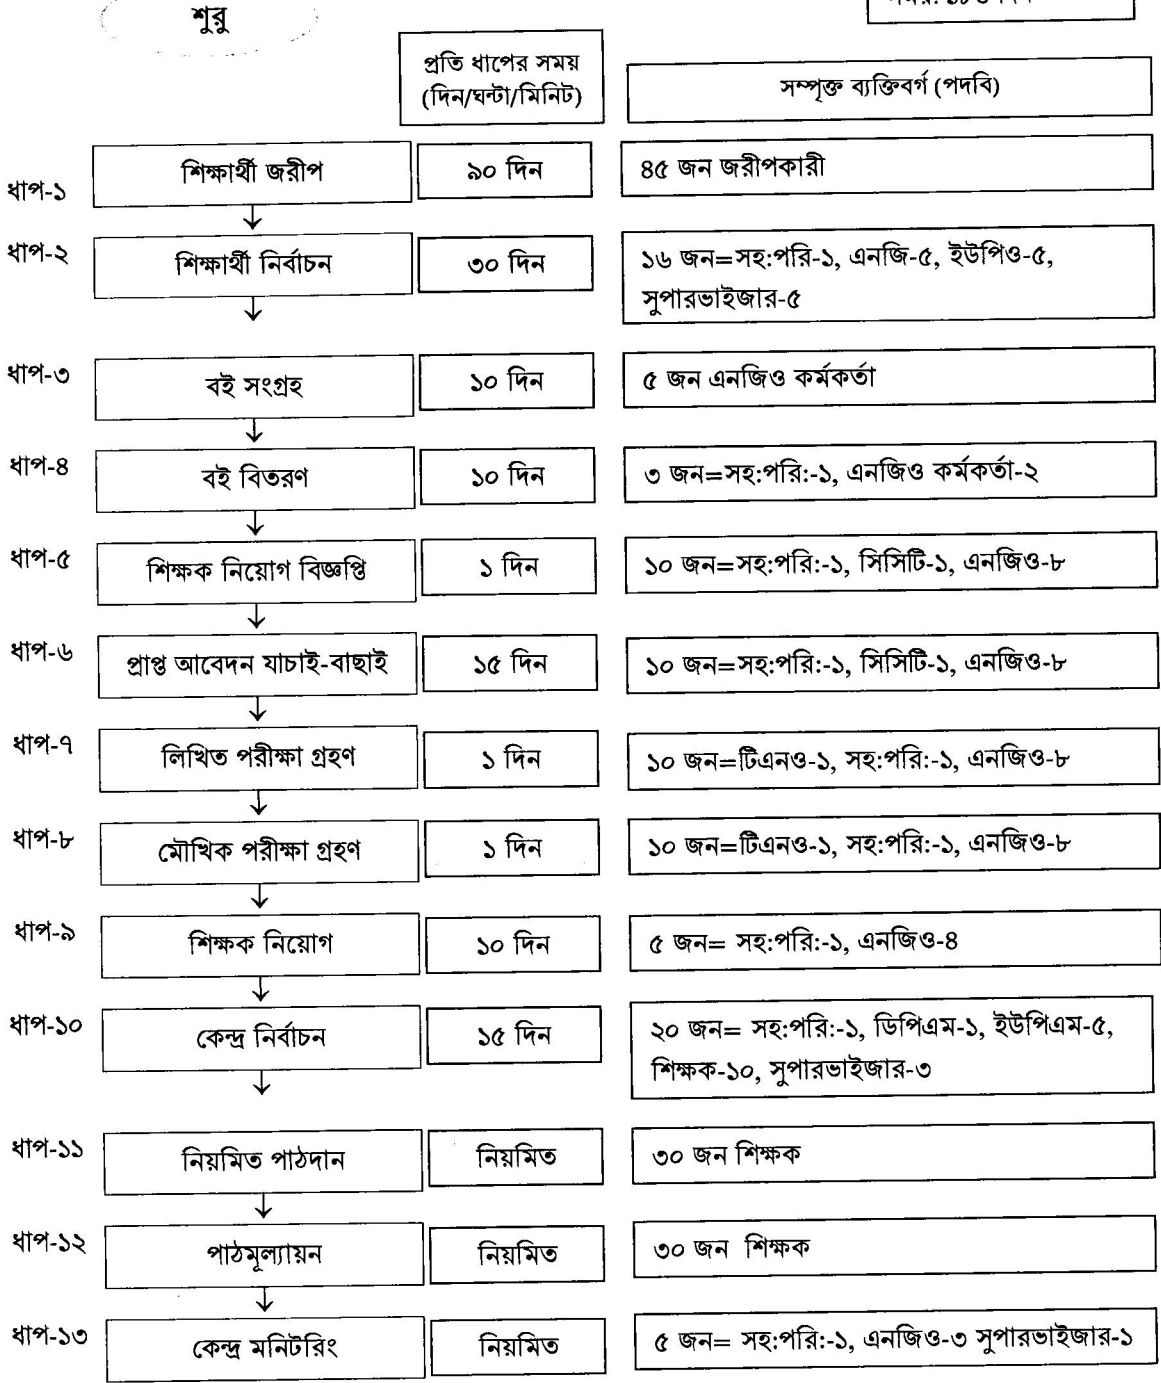 শুরু
প্রতি ধাপের সময়
(দিন/ঘন্টা/মিনিট)
সম্পৃক্ত ব্যক্তিবর্গ (পদবি)
ধাপ-১ শিক্ষার্থী জরীপ ৯০ দিন ৪৫ জন জরীপকারী
ধাপ-২ শিক্ষার্থী নির্বাচন ৩০ দিন ১৬ জন=সহ:পরি-১, এনজি-৫, ইউপিও-৫,
সুপারভাইজার-৫
ধাপ-৩ বই সংগ্রহ ১০ দিন ৫ জন এনজিও কর্মকর্তা
ধাপ-৪ বই বিতরণ ১০ দিন ৩ জন=সহ:পরি:-১, এনজিও কর্মকর্তা-২
ধাপ-৫ শিক্ষক নিয়োগ বিজ্ঞপ্তি ১ দিন ১০ জন=সহ:পরি:-১, সিসিটি-১, এনজিও-৮
ধাপ-৬ প্রাপ্ত আবেদন যাচাই-বাছাই ১৫ দিন ১০ জন=সহ:পরি:-১, সিসিটি-১, এনজিও-৮
ধাপ-৭ লিখিত পরীক্ষা গ্রহণ ১ দিন ১০ জন=টিএনও-১, সহ:পরি:-১, এনজিও-৮
ধাপ-৮ মৌখিক পরীক্ষা গ্রহণ ১ দিন ১০ জন=টিএনও-১, সহ:পরি:-১, এনজিও-৮
ধাপ-৯ শিক্ষক নিয়োগ ১০ দিন ৫ জন= সহ:পরি:-১, এনজিও-৪
ধাপ-১০ কেন্দ্র নির্বাচন ১৫ দিন ২০ জন= সহ:পরি:-১, ডিপিএম-১, ইউপিএম-৫,
শিক্ষক-১০, সুপারভাইজার-৩
ধাপ-১১ নিয়মিত পাঠদান নিয়মিত ৩০ জন শিক্ষক
ধাপ-১২ পাঠমূল্যায়ন নিয়মিত ৩০ জন শিক্ষক
ধাপ-১৩ কেন্দ্র মনিটরিং নিয়মিত ৫ জন= সহ:পরি:-১, এনজিও-৩ সুপারভাইজার-১